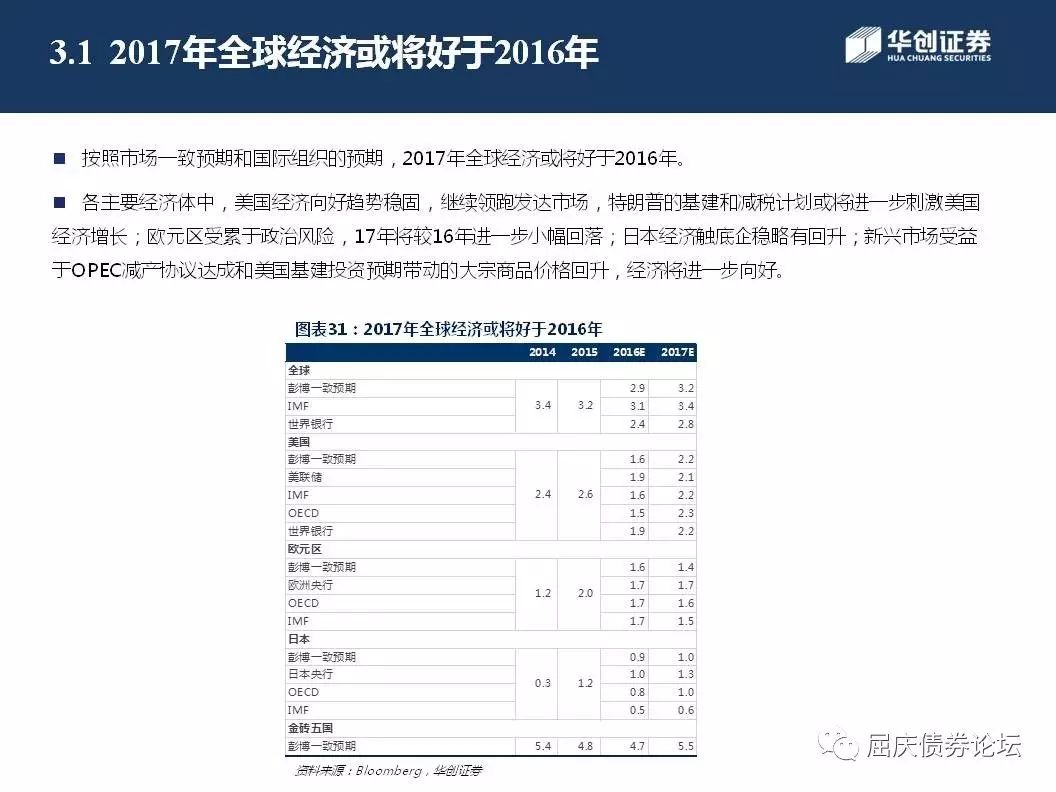 3.1 2017年全球经济或将好于2016年
华创证券
HUA CHUANG SECURITIES
■ 按照市场一致预期和国际组织的预期，2017年全球经济或将好于2016年。
■ 各主要经济体中，美国经济向好趋势稳固，继续领跑发达市场，特朗普的基建和减税计划或将进一步刺激美国
经济增长；欧元区受累于政治风险，17年将较16年进一步小幅回落；日本经济触底企稳略有回升；新兴市场受益
于OPEC减产协议达成和美国基建投资预期带动的大宗商品价格回升，经济将进一步向好。
图表31：2017年全球经济或将好于2016年
2014 2015 2016E 2017E
全球
彭博一致预期 2.9 3.2
IMF 3.4 3.2 3.1 3.4
世界银行 2.4 2.8
美国
彭博一致预期 1.6 2.2
美联储 1.9 2.1
IMF 2.4 2.6 1.6 2.2
OECD 1.5 2.3
世界银行 1.9 2.2
欧元区
彭博一致预期 1.6 1.4
欧洲央行 1.2 2.0 1.7 1.7
OECD 1.7 1.6
IMF 1.7 1.5
日本
彭博一致预期 0.9 1.0
日本央行 0.3 1.2 1.0 1.3
OECD 0.8 1.0
IMF 0.5 0.6
金砖五国
彭博一致预期 5.4 4.8 4.7 5.5
资料来源：Bloomberg，华创证券
屈庆债券论坛